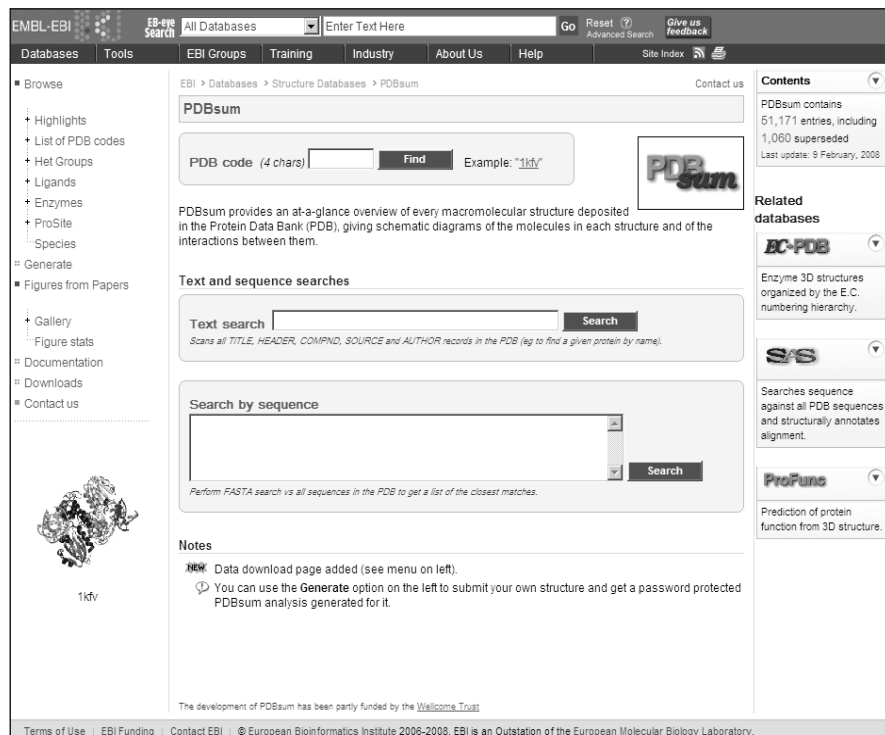 EMBL-EBI
EB-eye Search
All Databases
Enter Text Here
Go
Reset ?
Advanced Search
Give us feedback
Databases Tools EBI Groups Training Industry About Us Help Site Index
Browse
Highlights
List of PDB codes
Het Groups
Ligands
Enzymes
ProSite
Species
Generate
Figures from Papers
Gallery
Figure stats
Documentation
Downloads
Contact us
1kfv
EBI > Databases > Structure Databases > PDBsum
Contact us
PDBsum
PDB code (4 chars) Find Example: "1kfv"
PDBsum
PDBsum provides an at-a-glance overview of every macromolecular structure deposited
in the Protein Data Bank (PDB), giving schematic diagrams of the molecules in each structure and of the
interactions between them.
Text and sequence searches
Text search Search
Scans all TITLE, HEADER, COMPND, SOURCE and AUTHOR records in the PDB (eg to find a given protein by name).
Search by sequence
Search
Perform FASTA search vs all sequences in the PDB to get a list of the closest matches.
Notes
NEW Data download page added (see menu on left).
You can use the Generate option on the left to submit your own structure and get a password protected
PDBsum analysis generated for it.
The development of PDBsum has been partly funded by the Wellcome Trust
Contents
PDBsum contains
51,171 entries, including
1,060 superseded
Last update: 9 February, 2008
Related
databases
EC-PDB
Enzyme 3D structures
organized by the E.C.
numbering hierarchy.
SAS
Searches sequence
against all PDB sequences
and structurally annotates
alignment.
ProFunc
Prediction of protein
function from 3D structure.
Terms of Use | EBI Funding | Contact EBI | © European Bioinformatics Institute 2006-2008. EBI is an Outstation of the European Molecular Biology Laboratory.